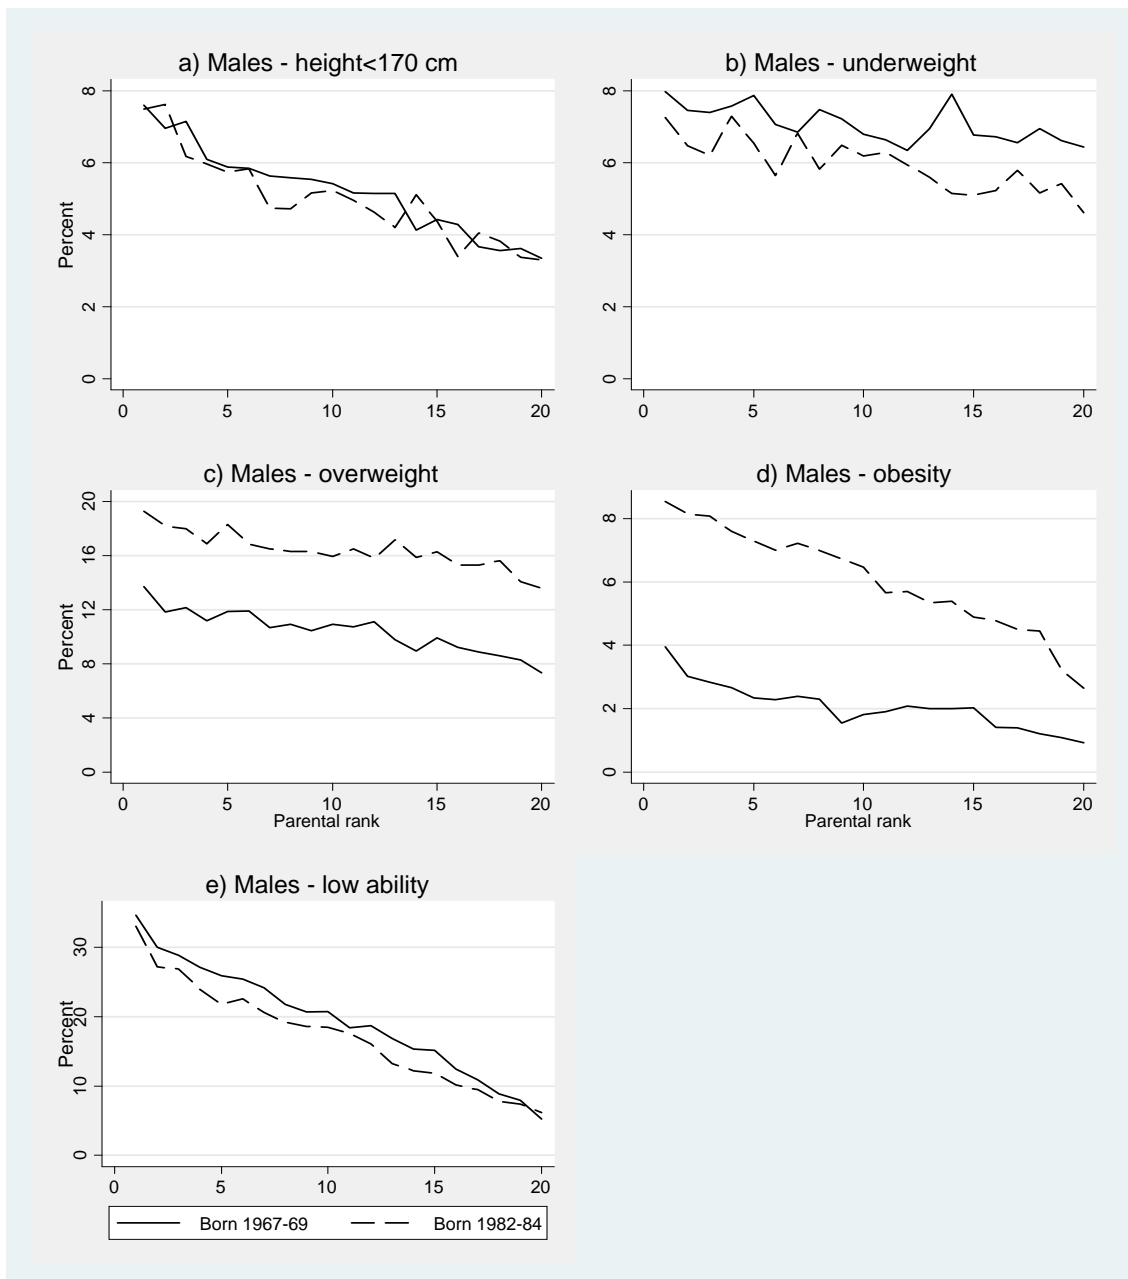 a) Males - height<170 cm
Percent
8
6
4
2
0
0 5 10 15 20
b) Males - underweight
8
6
4
2
0
0 5 10 15 20
c) Males - overweight
Percent
20
16
12
8
4
0
0 5 10 15 20
Parental rank
d) Males - obesity
8
6
4
2
0
0 5 10 15 20
Parental rank
e) Males - low ability
Percent
30
20
10
0
0 5 10 15 20
Born 1967-69 Born 1982-84